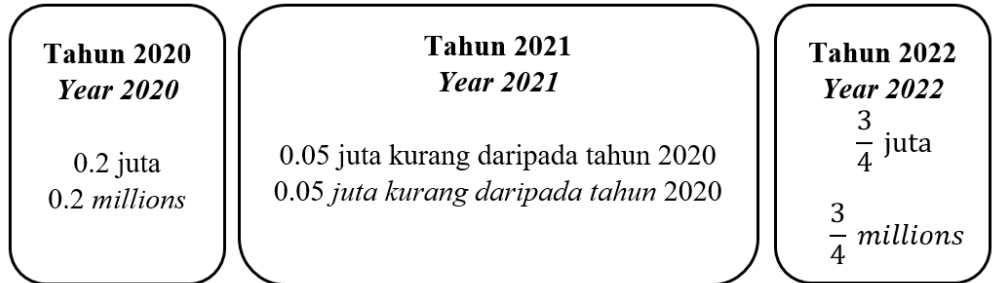 Tahun 2020
Year 2020
0.2 juta
0.2 millions
Tahun 2021
Year 2021
0.05 juta kurang daripada tahun 2020
0.05 juta kurang daripada tahun 2020
Tahun 2022
Year 2022
3/4 juta
3/4 millions